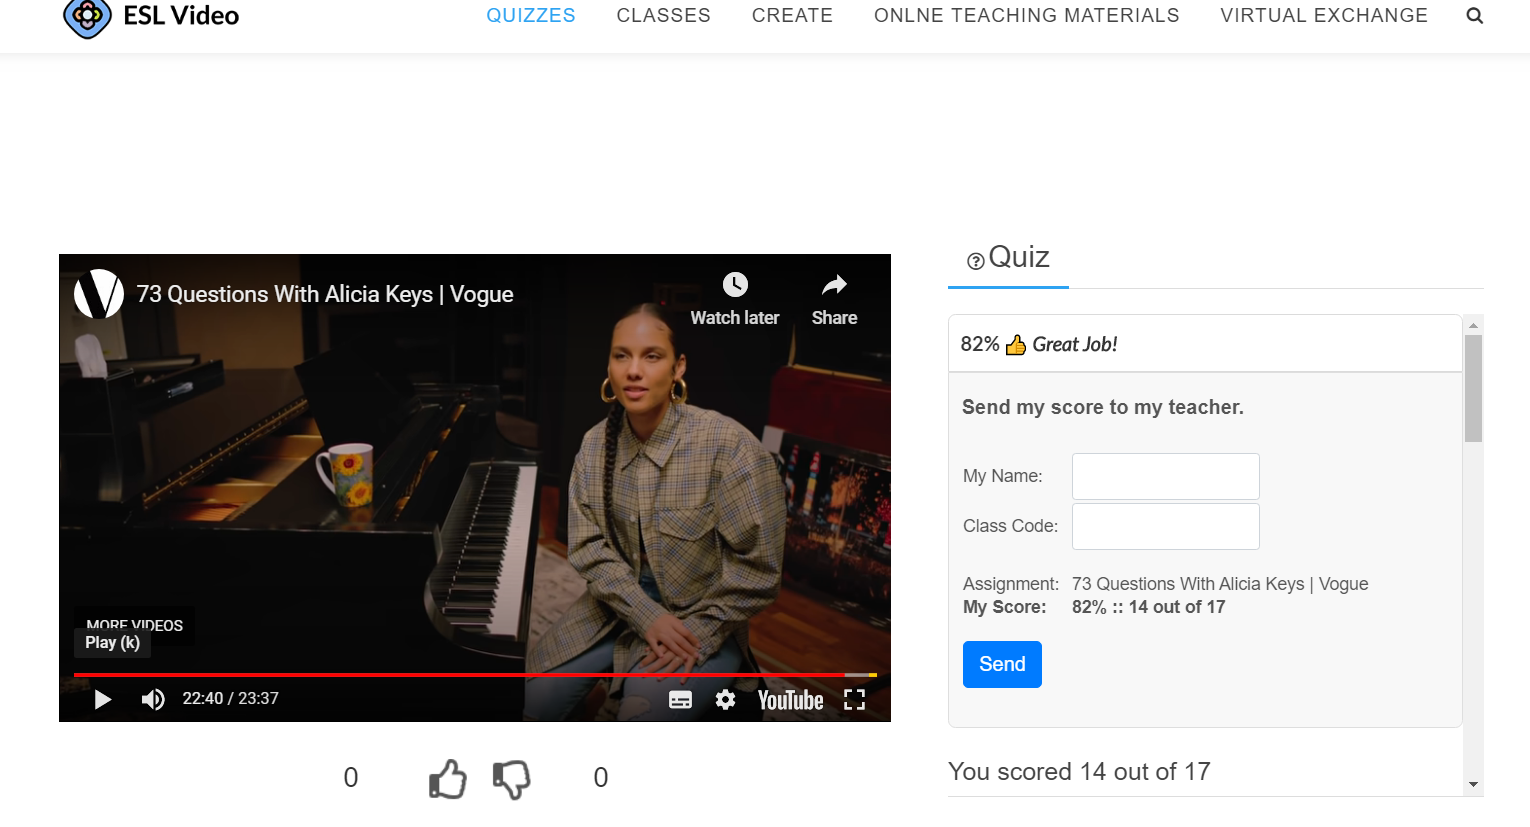 ESL Video
QUIZZES
CLASSES
CREATE
ONLNE TEACHING MATERIALS
VIRTUAL EXCHANGE
73 Questions With Alicia Keys | Vogue
Watch later
Share
MORE VIDEOS
Play (k)
22:40 / 23:37
YouTube
0
0
Quiz
82% 👍 Great Job!
Send my score to my teacher.
My Name:
Class Code:
Assignment: 73 Questions With Alicia Keys | Vogue
My Score: 82% :: 14 out of 17
Send
You scored 14 out of 17